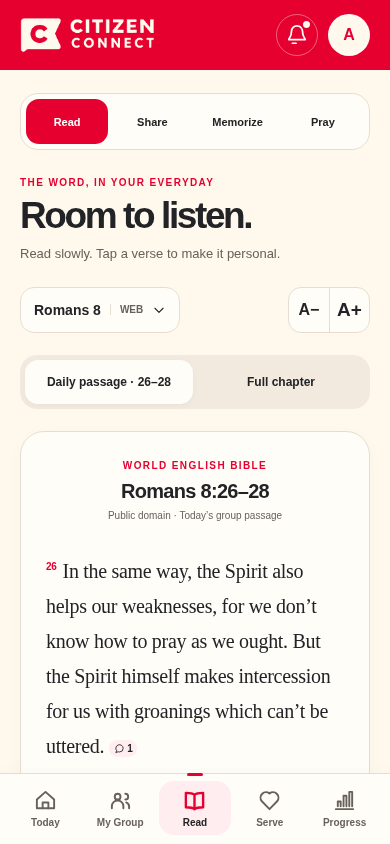 CITIZEN
CONNECT
A
Read Share Memorize Pray
THE WORD, IN YOUR EVERYDAY
Room to listen.
Read slowly. Tap a verse to make it personal.
Romans 8 WEB A− A+
Daily passage · 26–28 Full chapter
WORLD ENGLISH BIBLE
Romans 8:26–28
Public domain · Today’s group passage
26 In the same way, the Spirit also
helps our weaknesses, for we don’t
know how to pray as we ought. But
the Spirit himself makes intercession
for us with groanings which can’t be
uttered. 1
Today My Group Read Serve Progress